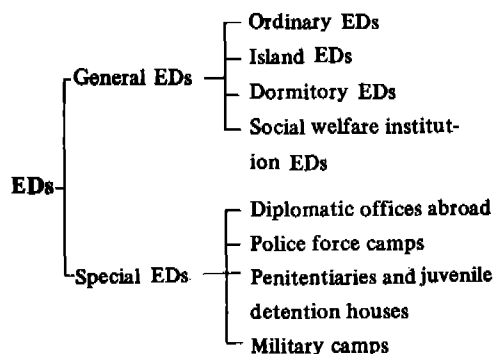 Ordinary EDs
Island EDs
General EDs
Dormitory EDs
Social welfare institut-
ion EDs
EDs
Diplomatic offices abroad
Police force camps
Special EDs
Penitentiaries and juvenile
detention houses
Military camps